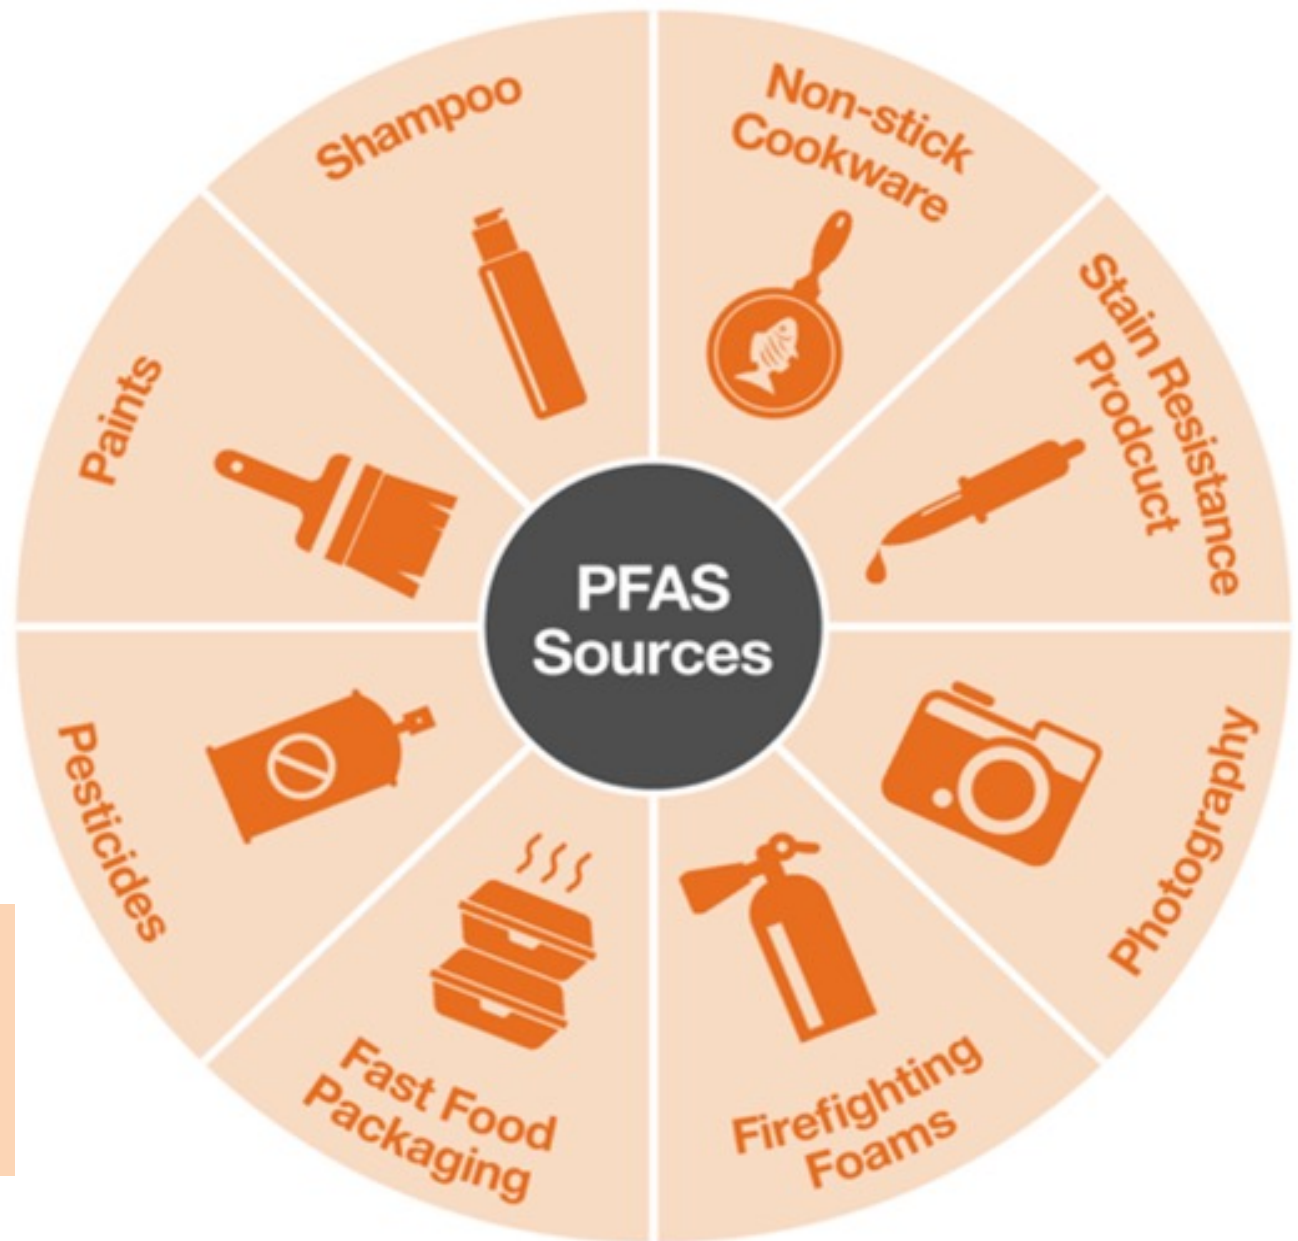 PFAS
Sources
Non-stick
Cookware
Stain Resistance
Prodcuct
Photography
Firefighting
Foams
Fast Food
Packaging
Pesticides
Paints
Shampoo